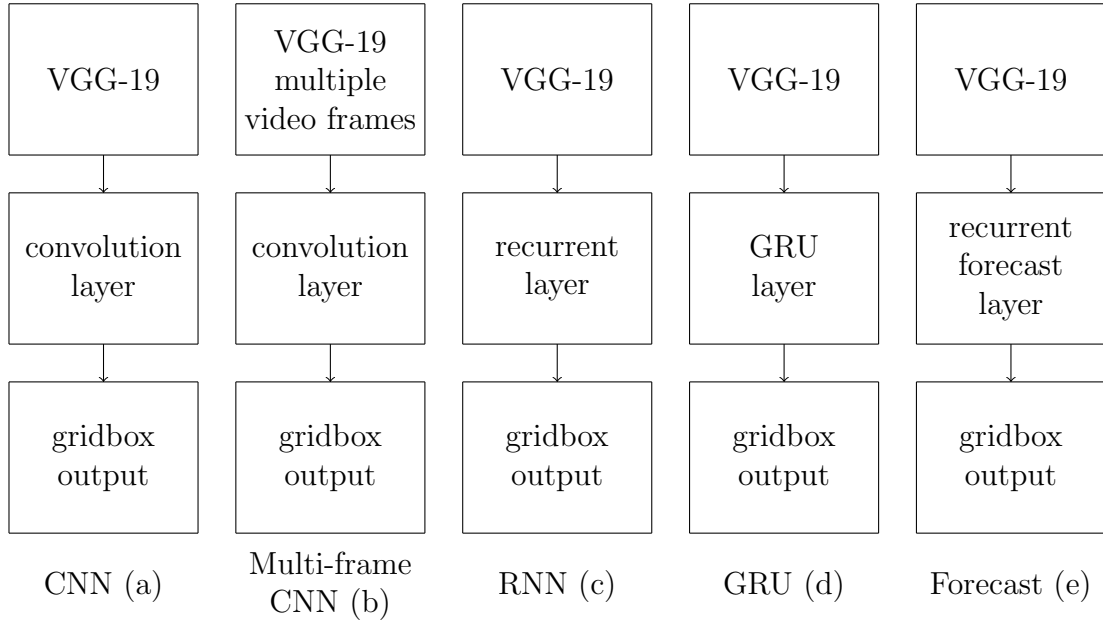 VGG-19
VGG-19
multiple
video frames
VGG-19
VGG-19
VGG-19
convolution
layer
convolution
layer
recurrent
layer
GRU
layer
recurrent
forecast
layer
gridbox
output
gridbox
output
gridbox
output
gridbox
output
gridbox
output
CNN (a)
Multi-frame
CNN (b)
RNN (c)
GRU (d)
Forecast (e)